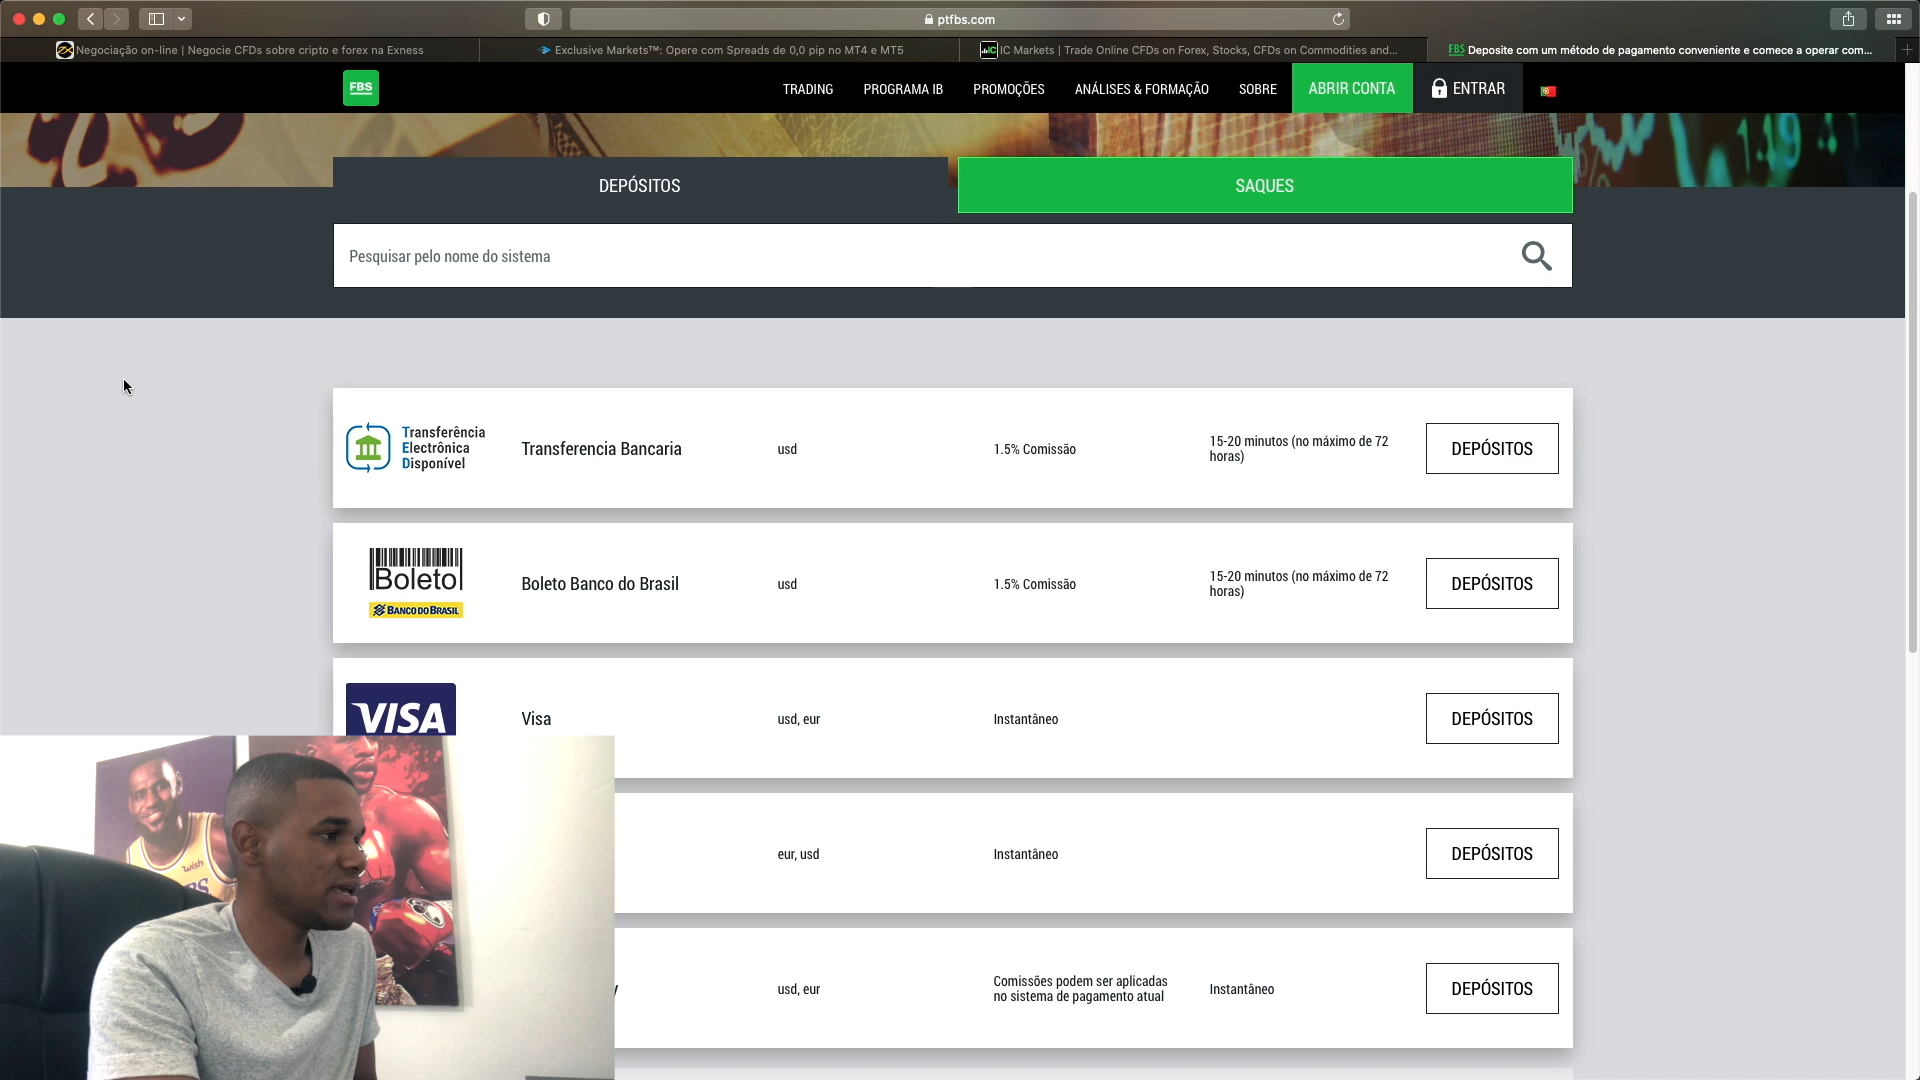 ptfbs.com
Negociação on-line | Negocie CFDs sobre cripto e forex na Exness
Exclusive Markets™: Opere com Spreads de 0,0 pip no MT4 e MT5
IC
IC Markets | Trade Online CFDs on Forex, Stocks, CFDs on Commodities and...
FBS
Deposite com um método de pagamento conveniente e comece a operar com...
FBS
TRADING
PROGRAMA IB
PROMOÇÕES
ANÁLISES & FORMAÇÃO
SOBRE
ABRIR CONTA
ENTRAR
DEPÓSITOS
SAQUES
Pesquisar pelo nome do sistema
Transferência
Electrônica
Disponível
Transferencia Bancaria
usd
1.5% Comissão
15-20 minutos (no máximo de 72
horas)
DEPÓSITOS
Boleto
BANCO DO BRASIL
Boleto Banco do Brasil
usd
1.5% Comissão
15-20 minutos (no máximo de 72
horas)
DEPÓSITOS
VISA
Visa
usd, eur
Instantâneo
DEPÓSITOS
eur, usd
Instantâneo
DEPÓSITOS
usd, eur
Comissões podem ser aplicadas
no sistema de pagamento atual
Instantâneo
DEPÓSITOS
wish